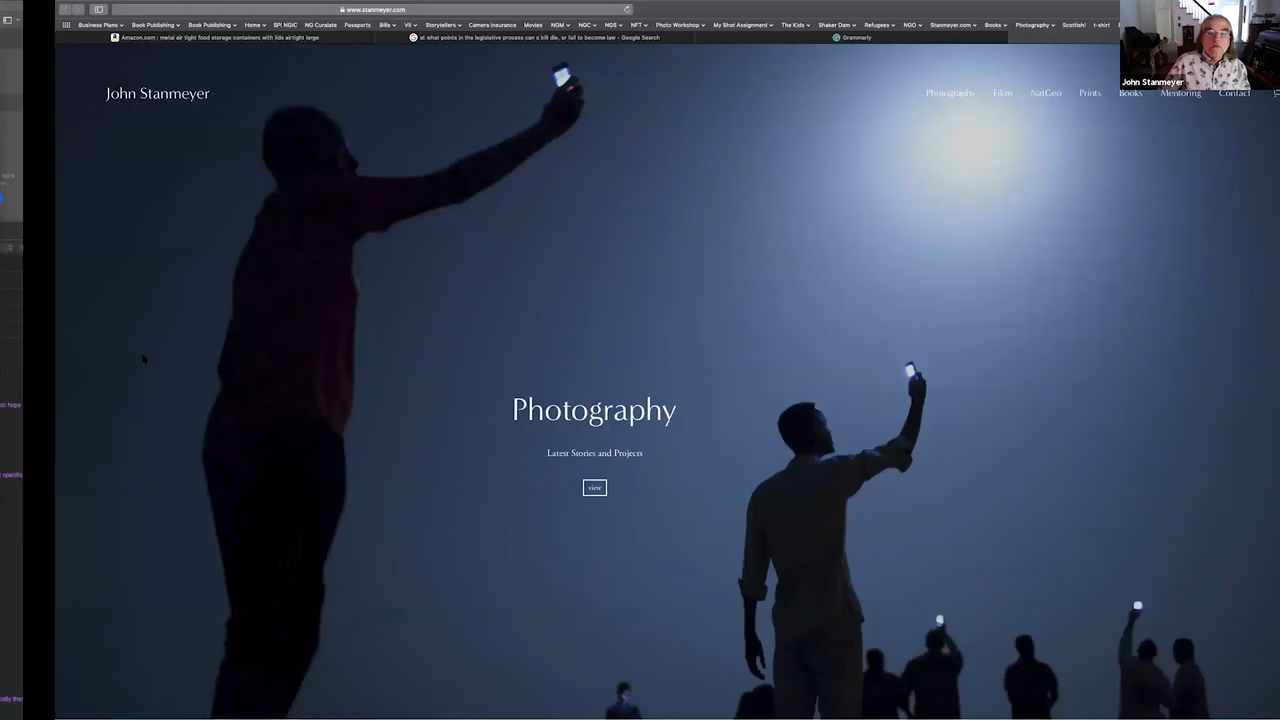 www.stanmeyer.com
Business Plans Book Publishing Book Publishing Home SPI NGIC NG Curate Passports Bills VII Storytellers Camera Insurance Movies NGM NGC NGS NFT Photo Workshop My Shot Assignment The Kids Shaker Dam Refugees NGO Stanmeyer.com Books Photography Scottish! t-shirt
Amazon.com : metal air tight food storage containers with lids airtight large
at what points in the legislative process can a bill die, or fail to become law - Google Search
Grammarly
John Stanmeyer
John Stanmeyer
Photography Films NatGeo Prints Books Mentoring Contact
Photography
Latest Stories and Projects
view
do hope
specific